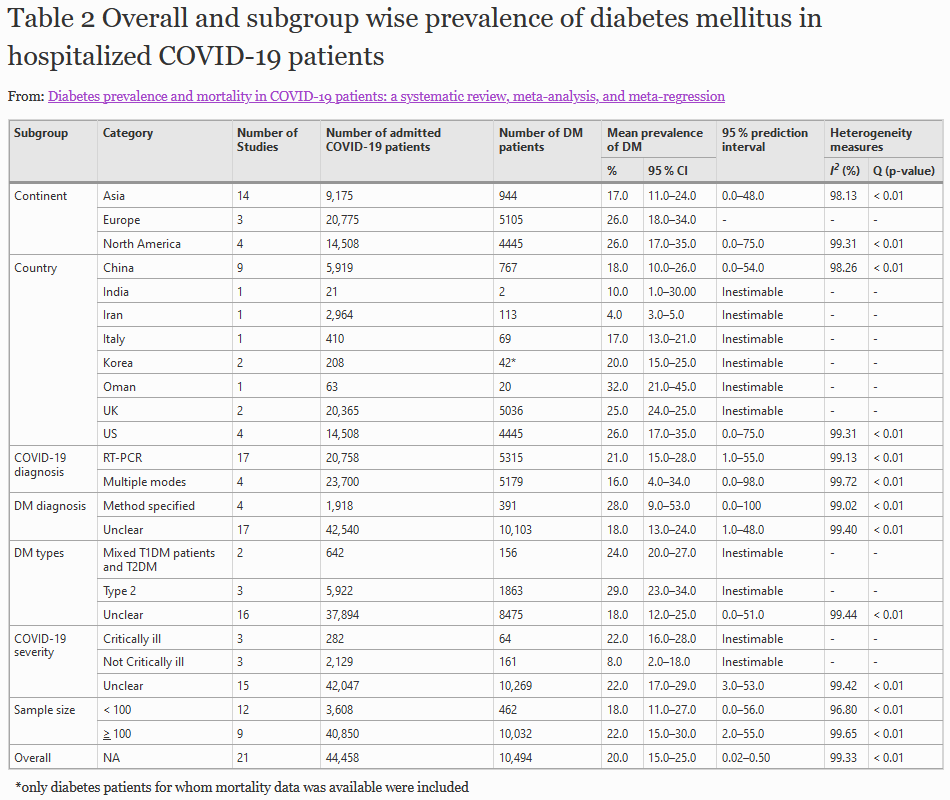 Table 2 Overall and subgroup wise prevalence of diabetes mellitus in
hospitalized COVID-19 patients
From: Diabetes prevalence and mortality in COVID-19 patients: a systematic review, meta-analysis, and meta-regression
Subgroup Category Number of Studies Number of admitted COVID-19 patients Number of DM patients Mean prevalence of DM 95 % prediction interval Heterogeneity measures
% 95 % CI I2 (%) Q (p-value)
Continent Asia 14 9,175 944 17.0 11.0–24.0 0.0–48.0 98.13 < 0.01
Europe 3 20,775 5105 26.0 18.0–34.0 - - -
North America 4 14,508 4445 26.0 17.0–35.0 0.0–75.0 99.31 < 0.01
Country China 9 5,919 767 18.0 10.0–26.0 0.0–54.0 98.26 < 0.01
India 1 21 2 10.0 1.0–30.00 Inestimable - -
Iran 1 2,964 113 4.0 3.0–5.0 Inestimable - -
Italy 1 410 69 17.0 13.0–21.0 Inestimable - -
Korea 2 208 42* 20.0 15.0–25.0 Inestimable - -
Oman 1 63 20 32.0 21.0–45.0 Inestimable - -
UK 2 20,365 5036 25.0 24.0–25.0 Inestimable - -
US 4 14,508 4445 26.0 17.0–35.0 0.0–75.0 99.31 < 0.01
COVID-19 diagnosis RT-PCR 17 20,758 5315 21.0 15.0–28.0 1.0–55.0 99.13 < 0.01
Multiple modes 4 23,700 5179 16.0 4.0–34.0 0.0–98.0 99.72 < 0.01
DM diagnosis Method specified 4 1,918 391 28.0 9.0–53.0 0.0–100 99.02 < 0.01
Unclear 17 42,540 10,103 18.0 13.0–24.0 1.0–48.0 99.40 < 0.01
DM types Mixed T1DM patients and T2DM 2 642 156 24.0 20.0–27.0 Inestimable - -
Type 2 3 5,922 1863 29.0 23.0–34.0 Inestimable - -
Unclear 16 37,894 8475 18.0 12.0–25.0 0.0–51.0 99.44 < 0.01
COVID-19 severity Critically ill 3 282 64 22.0 16.0–28.0 Inestimable - -
Not Critically ill 3 2,129 161 8.0 2.0–18.0 Inestimable - -
Unclear 15 42,047 10,269 22.0 17.0–29.0 3.0–53.0 99.42 < 0.01
Sample size < 100 12 3,608 462 18.0 11.0–27.0 0.0–56.0 96.80 < 0.01
≥ 100 9 40,850 10,032 22.0 15.0–30.0 2.0–55.0 99.65 < 0.01
Overall NA 21 44,458 10,494 20.0 15.0–25.0 0.02–0.50 99.33 < 0.01
*only diabetes patients for whom mortality data was available were included